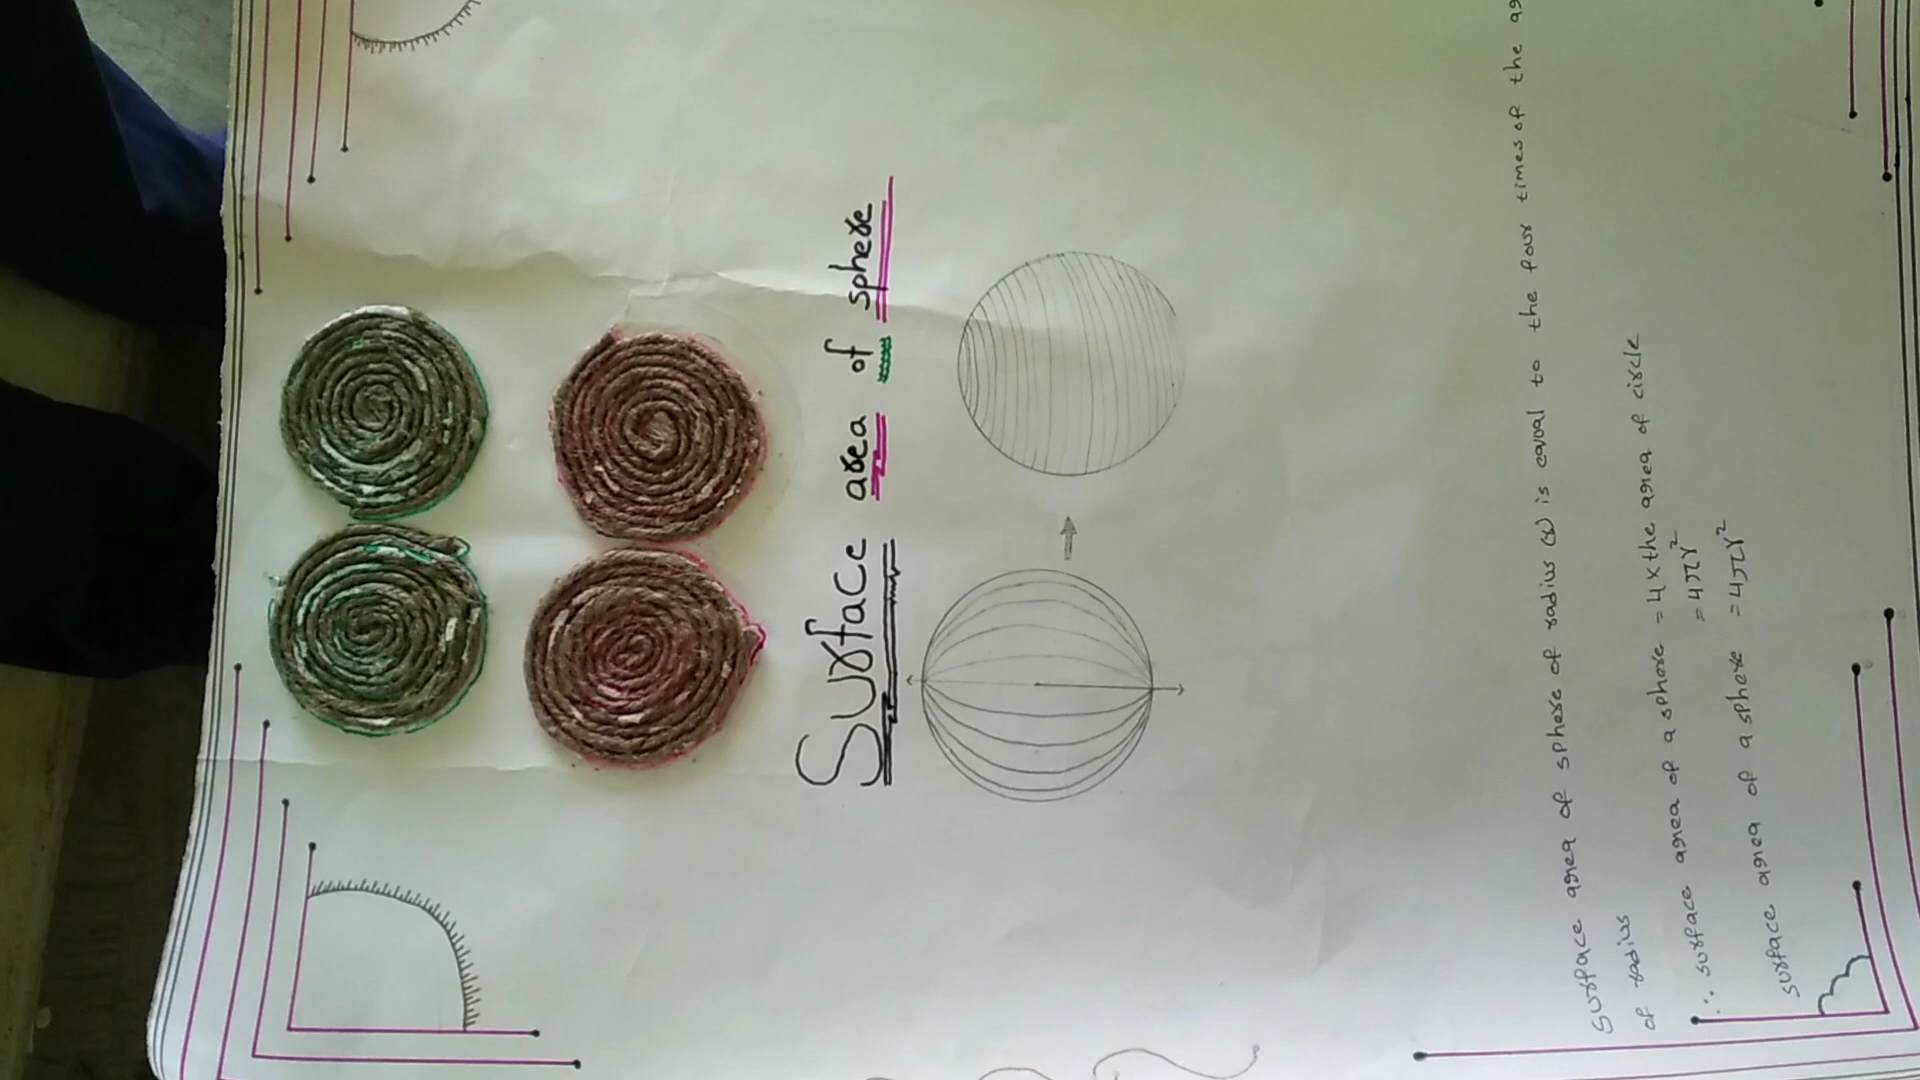 Surface area of sphere
Surface area of sphere of radius (r) is eaual to the four times of the
of radius
∴ surface area of a sphere = 4 x the area of circle
= 4πr²
surface area of a sphere = 4πr²